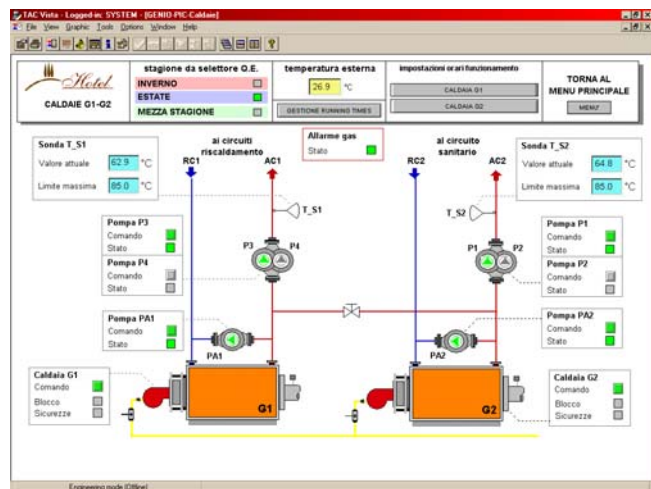 TAC Vista - Logged-in: SYSTEM - [GENIO-PIC-Caldaie]
File View Graphic Tools Options Window Help
Hotel
CALDAIE G1-G2
stagione da selettore Q.E.
INVERNO
ESTATE
MEZZA STAGIONE
temperatura esterna
26.9 °C
GESTIONE RUNNING TIMES
impostazioni orari funzionamento
CALDAIA G1
CALDAIA G2
TORNA AL
MENU PRINCIPALE
MENU'
Sonda T_S1
Valore attuale 62.9 °C
Limite massima 85.0 °C
ai circuiti
riscaldamento
RC1 AC1
Allarme gas
Stato
al circuito
sanitario
RC2 AC2
Sonda T_S2
Valore attuale 64.8 °C
Limite massima 85.0 °C
T_S1
T_S2
Pompa P3
Comando
Stato
Pompa P4
Comando
Stato
P3 P4
P1 P2
Pompa P1
Comando
Stato
Pompa P2
Comando
Stato
Pompa PA1
Comando
Stato
PA1
PA2
Pompa PA2
Comando
Stato
Caldaia G1
Comando
Blocco
Sicurezze
G1
G2
Caldaia G2
Comando
Blocco
Sicurezze
Engineering mode (Offline)